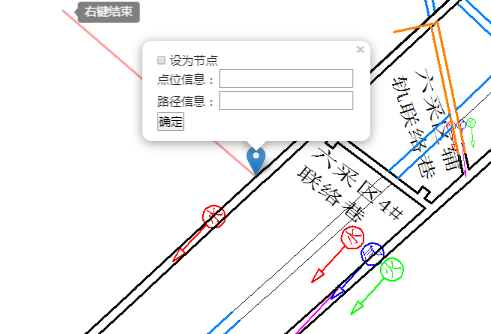 右键结束
设为节点
点位信息：
路径信息：
确定
六采区辅
轨联络巷
六采区4#
联络巷